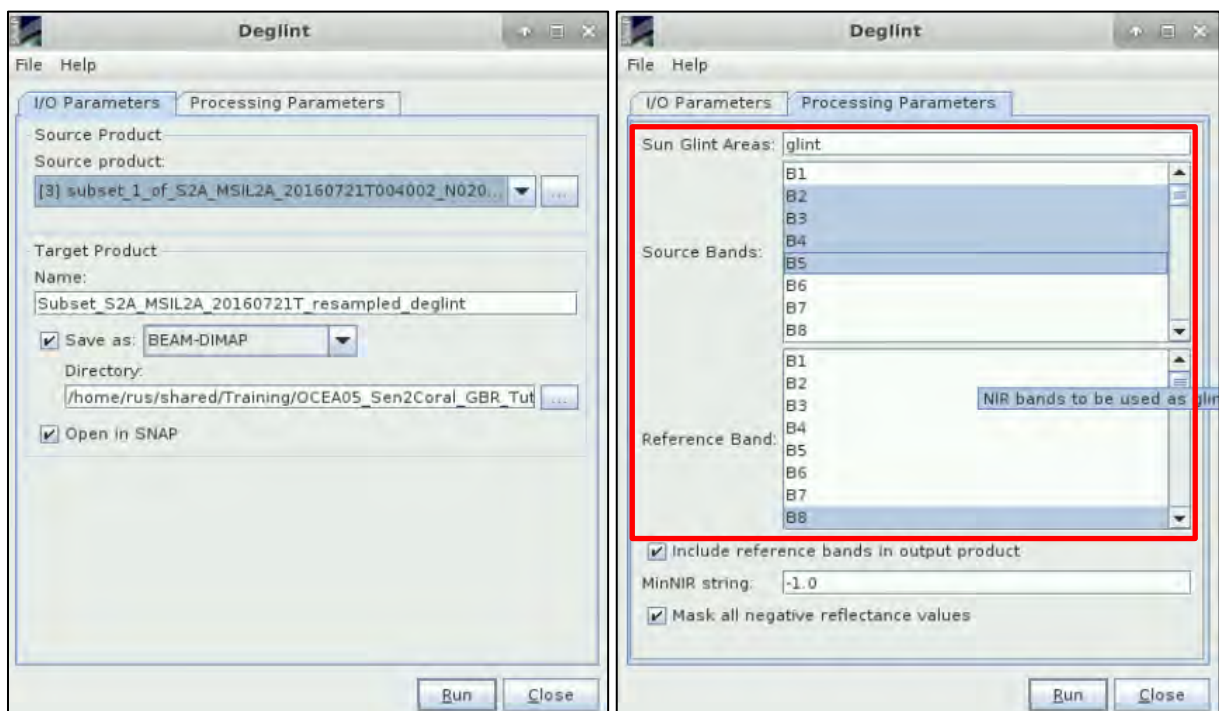 Deglint
File Help
I/O Parameters Processing Parameters
Source Product
Source product:
[3] subset_1_of_S2A_MSIL2A_20160721T004002_N020... ...
Target Product
Name:
Subset_S2A_MSIL2A_20160721T_resampled_deglint
Save as: BEAM-DIMAP
Directory:
/home/rus/shared/Training/OCEA05_Sen2Coral_GBR_Tut ...
Open in SNAP
Run Close
Deglint
File Help
I/O Parameters Processing Parameters
Sun Glint Areas: glint
Source Bands:
B1
B2
B3
B4
B5
B6
B7
B8
Reference Band:
B1
B2
B3
B4
B5
B6
B7
B8
NIR bands to be used as glin
Include reference bands in output product
MinNIR string: -1.0
Mask all negative reflectance values
Run Close